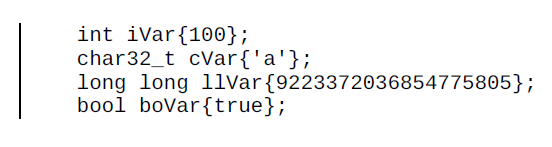 int iVar{100};
char32_t cVar{'a'};
long long llVar{9223372036854775805};
bool boVar{true};